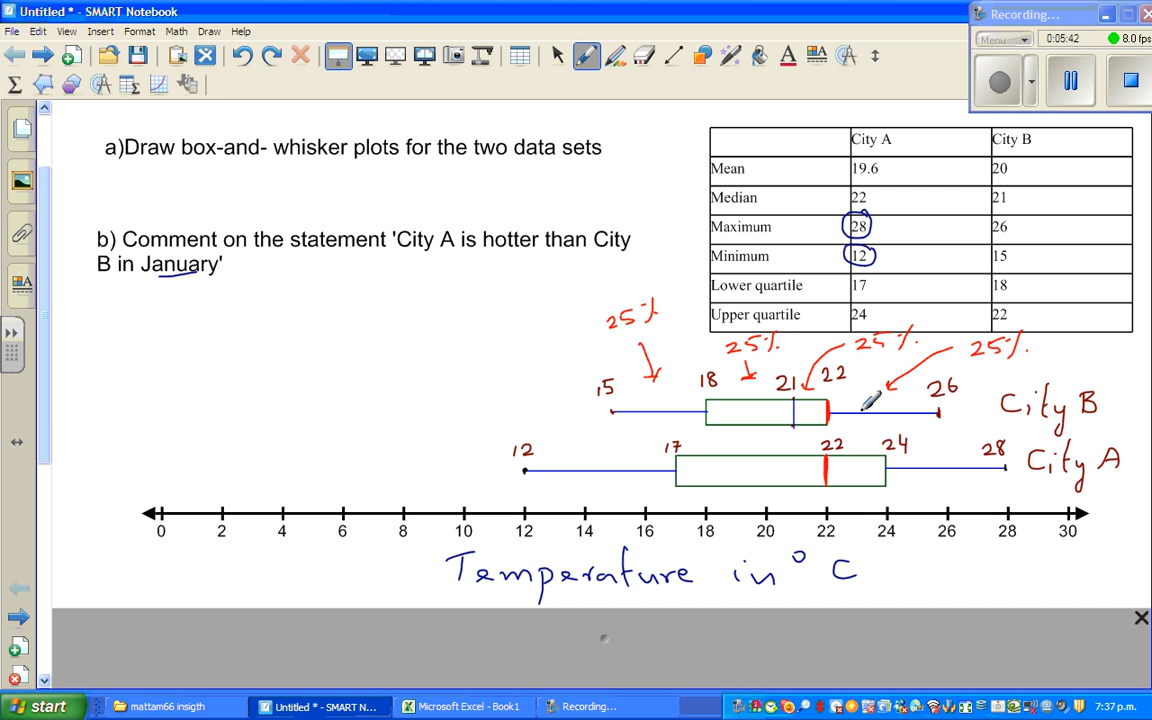 Untitled * - SMART Notebook
Recording...
File Edit View Insert Format Math Draw Help
Menu
0:05:42
8.0 fps
a)Draw box-and- whisker plots for the two data sets
City A City B
Mean 19.6 20
Median 22 21
Maximum 28 26
Minimum 12 15
Lower quartile 17 18
Upper quartile 24 22
b) Comment on the statement 'City A is hotter than City
B in January'
25% 25% 25% 25%
15 18 21 22 26 City B
12 17 22 24 28 City A
0 2 4 6 8 10 12 14 16 18 20 22 24 26 28 30
Temperature in ° C
start mattam66 insigth Untitled * - SMART N... Microsoft Excel - Book1 Recording... 7:37 p.m.